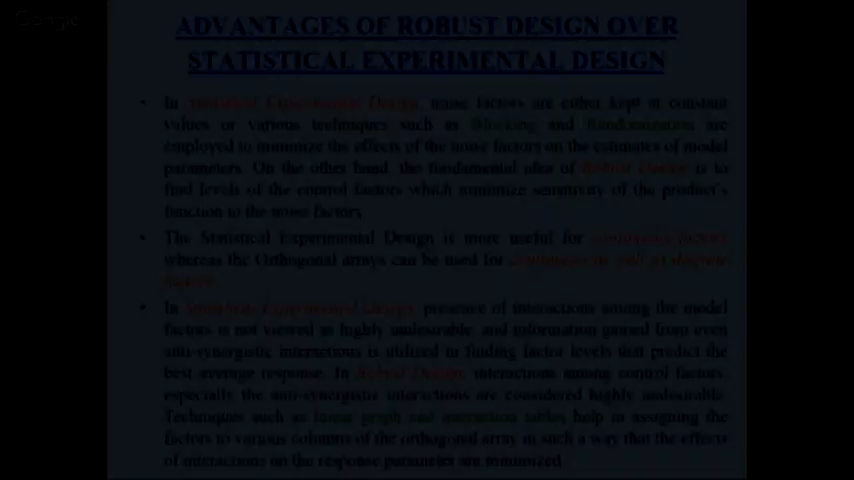 Google
ADVANTAGES OF ROBUST DESIGN OVER
STATISTICAL EXPERIMENTAL DESIGN
• In Statistical Experimental Design, noise factors are either kept at constant
values or various techniques such as Blocking and Randomization are
employed to minimize the effects of the noise factors on the estimates of model
parameters. On the other hand, the fundamental idea of Robust Design is to
find levels of the control factors which minimize sensitivity of the product's
function to the noise factors.
• The Statistical Experimental Design is more useful for continuous factors
whereas the Orthogonal arrays can be used for continuous as well as discrete
factors.
• In Statistical Experimental Design, presence of interactions among the model
factors is not viewed as highly undesirable, and information gained from even
anti-synergistic interactions is utilized in finding factor levels that predict the
best average response. In Robust Design, interactions among control factors,
especially the anti-synergistic interactions are considered highly undesirable.
Techniques such as linear graph and interaction tables help in assigning the
factors to various columns of the orthogonal array in such a way that the effects
of interactions on the response parameter are minimized.